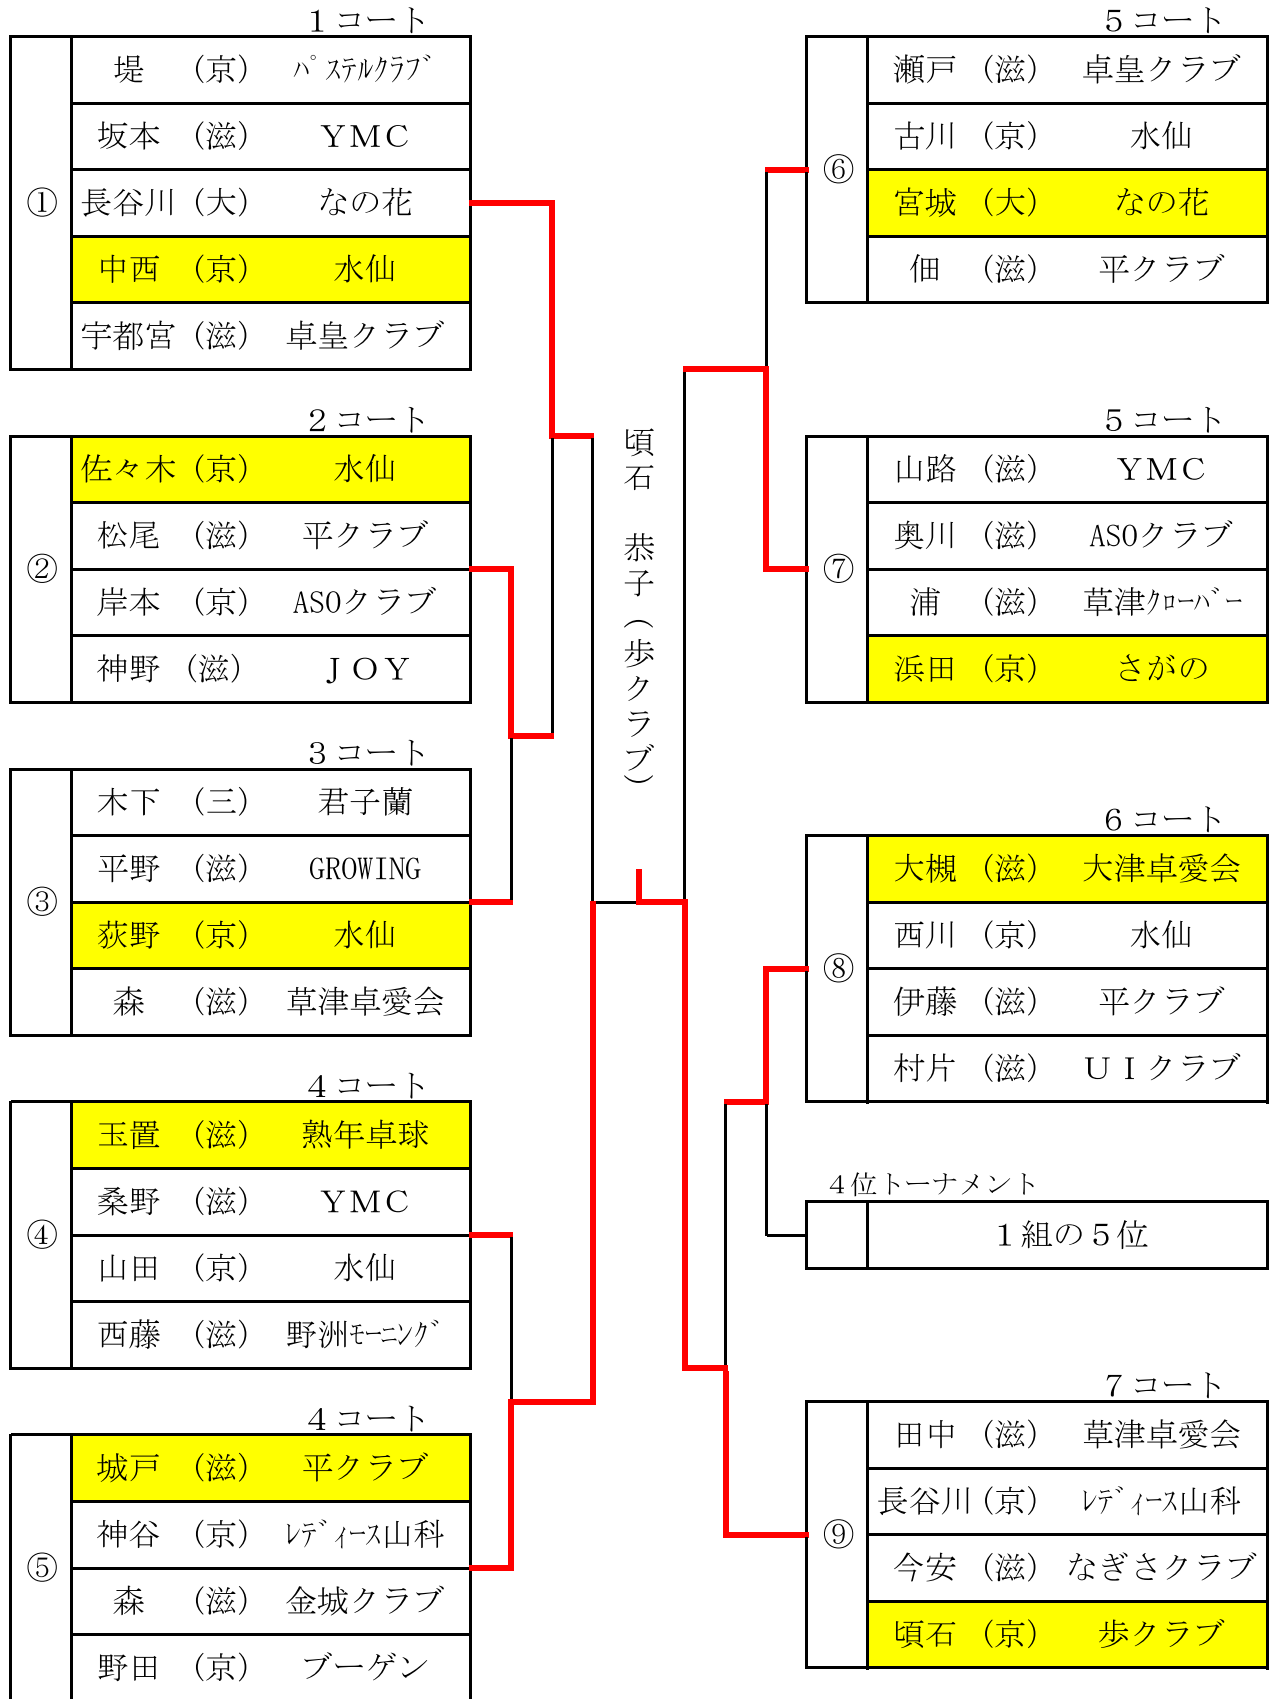 １コート
①
堤 （京） ﾊﾟｽﾃﾙｸﾗﾌﾞ
坂本 （滋） ＹＭＣ
長谷川（大） なの花
中西 （京） 水仙
宇都宮（滋） 卓皇クラブ
２コート
②
佐々木（京） 水仙
松尾 （滋） 平クラブ
岸本 （京） ASOクラブ
神野 （滋） ＪＯＹ
３コート
③
木下 （三） 君子蘭
平野 （滋） GROWING
荻野 （京） 水仙
森 （滋） 草津卓愛会
４コート
④
玉置 （滋） 熟年卓球
桑野 （滋） ＹＭＣ
山田 （京） 水仙
西藤 （滋） 野洲ﾓｰﾆﾝｸﾞ
４コート
⑤
城戸 （滋） 平クラブ
神谷 （京） ﾚﾃﾞｨｰｽ山科
森 （滋） 金城クラブ
野田 （京） ブーゲン
頃石　恭子（歩クラブ）
５コート
⑥
瀬戸 （滋） 卓皇クラブ
古川 （京） 水仙
宮城 （大） なの花
佃 （滋） 平クラブ
５コート
⑦
山路 （滋） ＹＭＣ
奥川 （滋） ASOクラブ
浦 （滋） 草津ｸﾛｰﾊﾞｰ
浜田 （京） さがの
６コート
⑧
大槻 （滋） 大津卓愛会
西川 （京） 水仙
伊藤 （滋） 平クラブ
村片 （滋） ＵＩクラブ
４位トーナメント
１組の５位
７コート
⑨
田中 （滋） 草津卓愛会
長谷川（京） ﾚﾃﾞｨｰｽ山科
今安 （滋） なぎさクラブ
頃石 （京） 歩クラブ